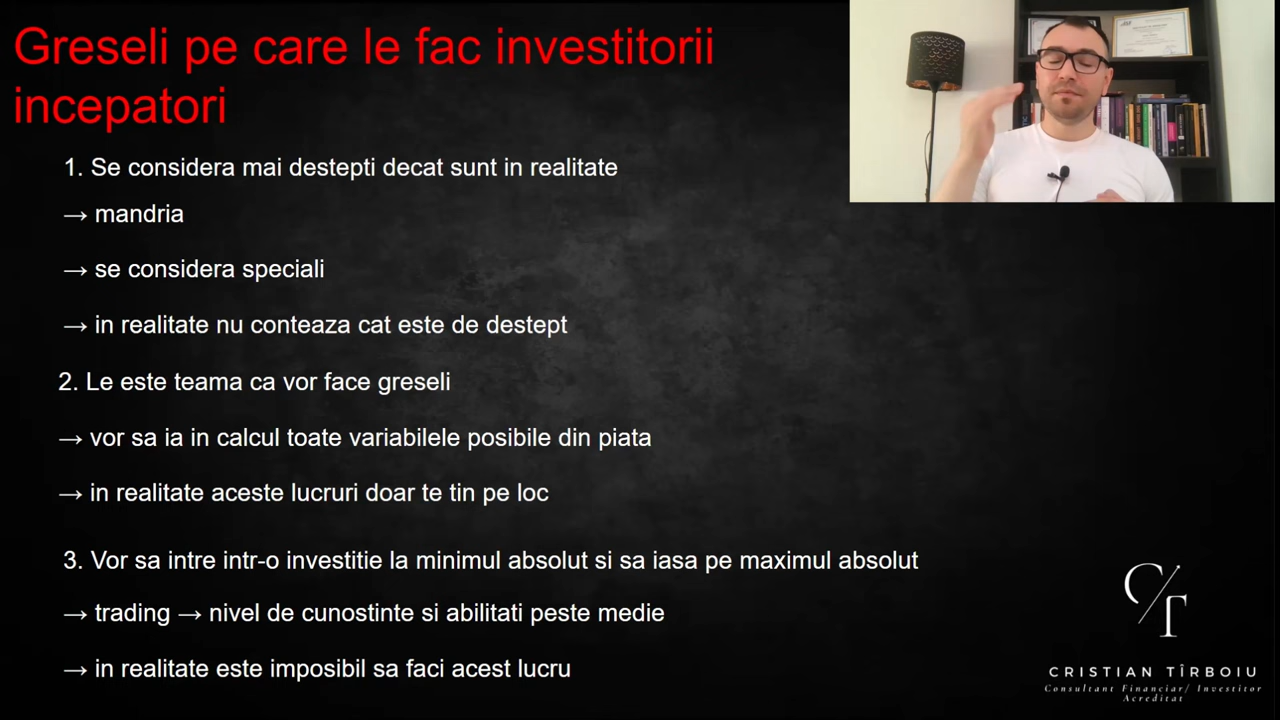 Greseli pe care le fac investitorii
incepatori
1. Se considera mai destepti decat sunt in realitate
→ mandria
→ se considera speciali
→ in realitate nu conteaza cat este de destept
2. Le este teama ca vor face greseli
→ vor sa ia in calcul toate variabilele posibile din piata
→ in realitate aceste lucruri doar te tin pe loc
3. Vor sa intre intr-o investitie la minimul absolut si sa iasa pe maximul absolut
→ trading → nivel de cunostinte si abilitati peste medie
→ in realitate este imposibil sa faci acest lucru
C/T
CRISTIAN TÎRBOIU
Consultant Financiar/ Investitor
Acreditat